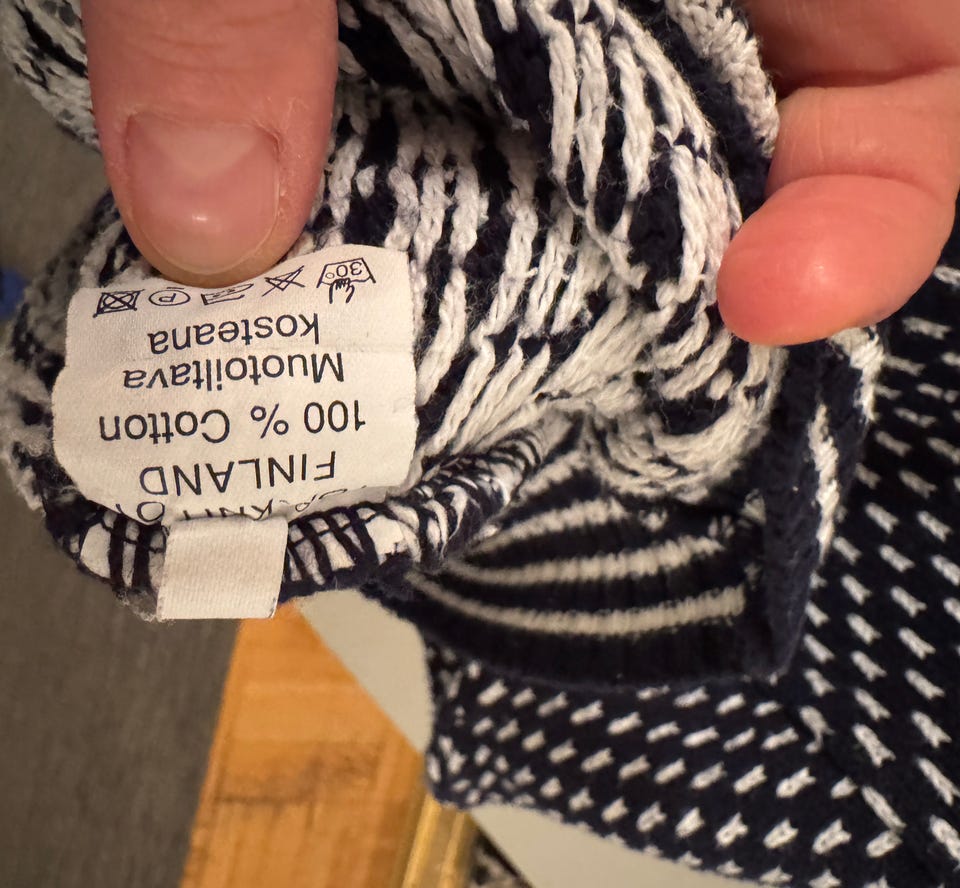 FINLAND
100 % Cotton
Muotoiltava
kosteana
30°
P